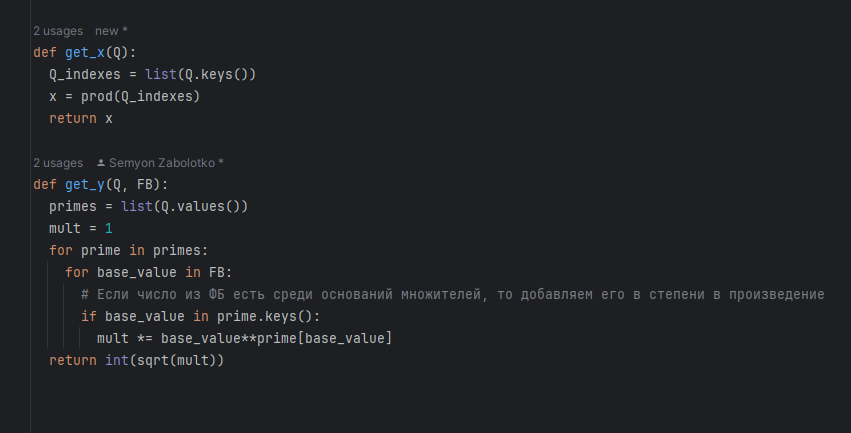 2 usages new *
def get_x(Q):
  Q_indexes = list(Q.keys())
  x = prod(Q_indexes)
  return x
2 usages Semyon Zabolotko *
def get_y(Q, FB):
  primes = list(Q.values())
  mult = 1
  for prime in primes:
    for base_value in FB:
      # Если число из ФБ есть среди оснований множителей, то добавляем его в степени в произведение
      if base_value in prime.keys():
        mult *= base_value**prime[base_value]
  return int(sqrt(mult))